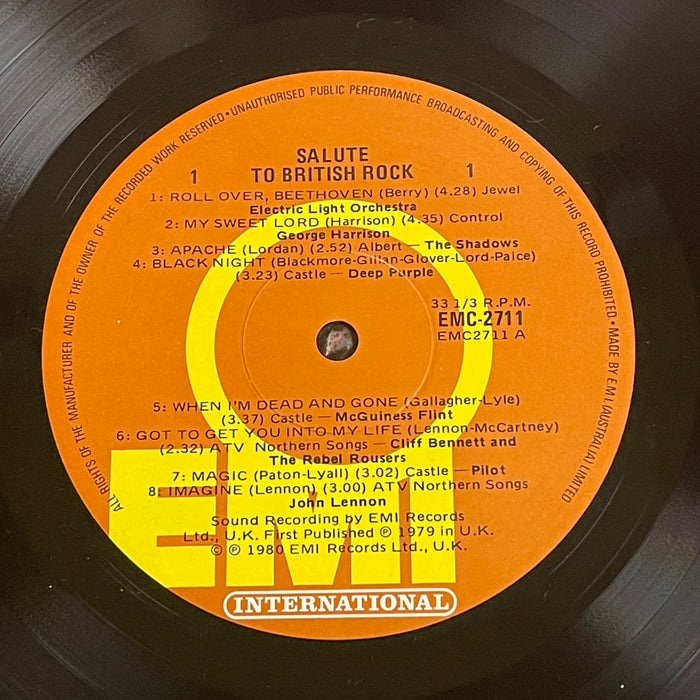 ALL RIGHTS OF THE MANUFACTURER AND OF THE OWNER OF THE RECORDED WORK RESERVED•UNAUTHORISED PUBLIC PERFORMANCE BROADCASTING AND COPYING OF THIS RECORD PROHIBITED.•MADE BY E.M.I. (AUSTRALIA) LIMITED
SALUTE
1 TO BRITISH ROCK 1
1: ROLL OVER, BEETHOVEN (Berry) (4.28) Jewel
Electric Light Orchestra
2: MY SWEET LORD (Harrison) (4.35) Control
George Harrison
3: APACHE (Lordan) (2.52) Albert — The Shadows
4: BLACK NIGHT (Blackmore-Gillan-Glover-Lord-Paice)
(3.23) Castle — Deep Purple
33 1/3 R.P.M.
EMC-2711
EMC2711 A
5: WHEN I'M DEAD AND GONE (Gallagher-Lyle)
(3.37) Castle — McGuiness Flint
6: GOT TO GET YOU INTO MY LIFE (Lennon-McCartney)
(2.32) ATV Northern Songs — Cliff Bennett and
The Rebel Rousers
7: MAGIC (Paton-Lyall) (3.02) Castle — Pilot
8: IMAGINE (Lennon) (3.00) ATV Northern Songs
John Lennon
Sound Recording by EMI Records
Ltd., U.K. First Published ℗ 1979 in U.K.
© ℗ 1980 EMI Records Ltd., U.K.
EMI
INTERNATIONAL